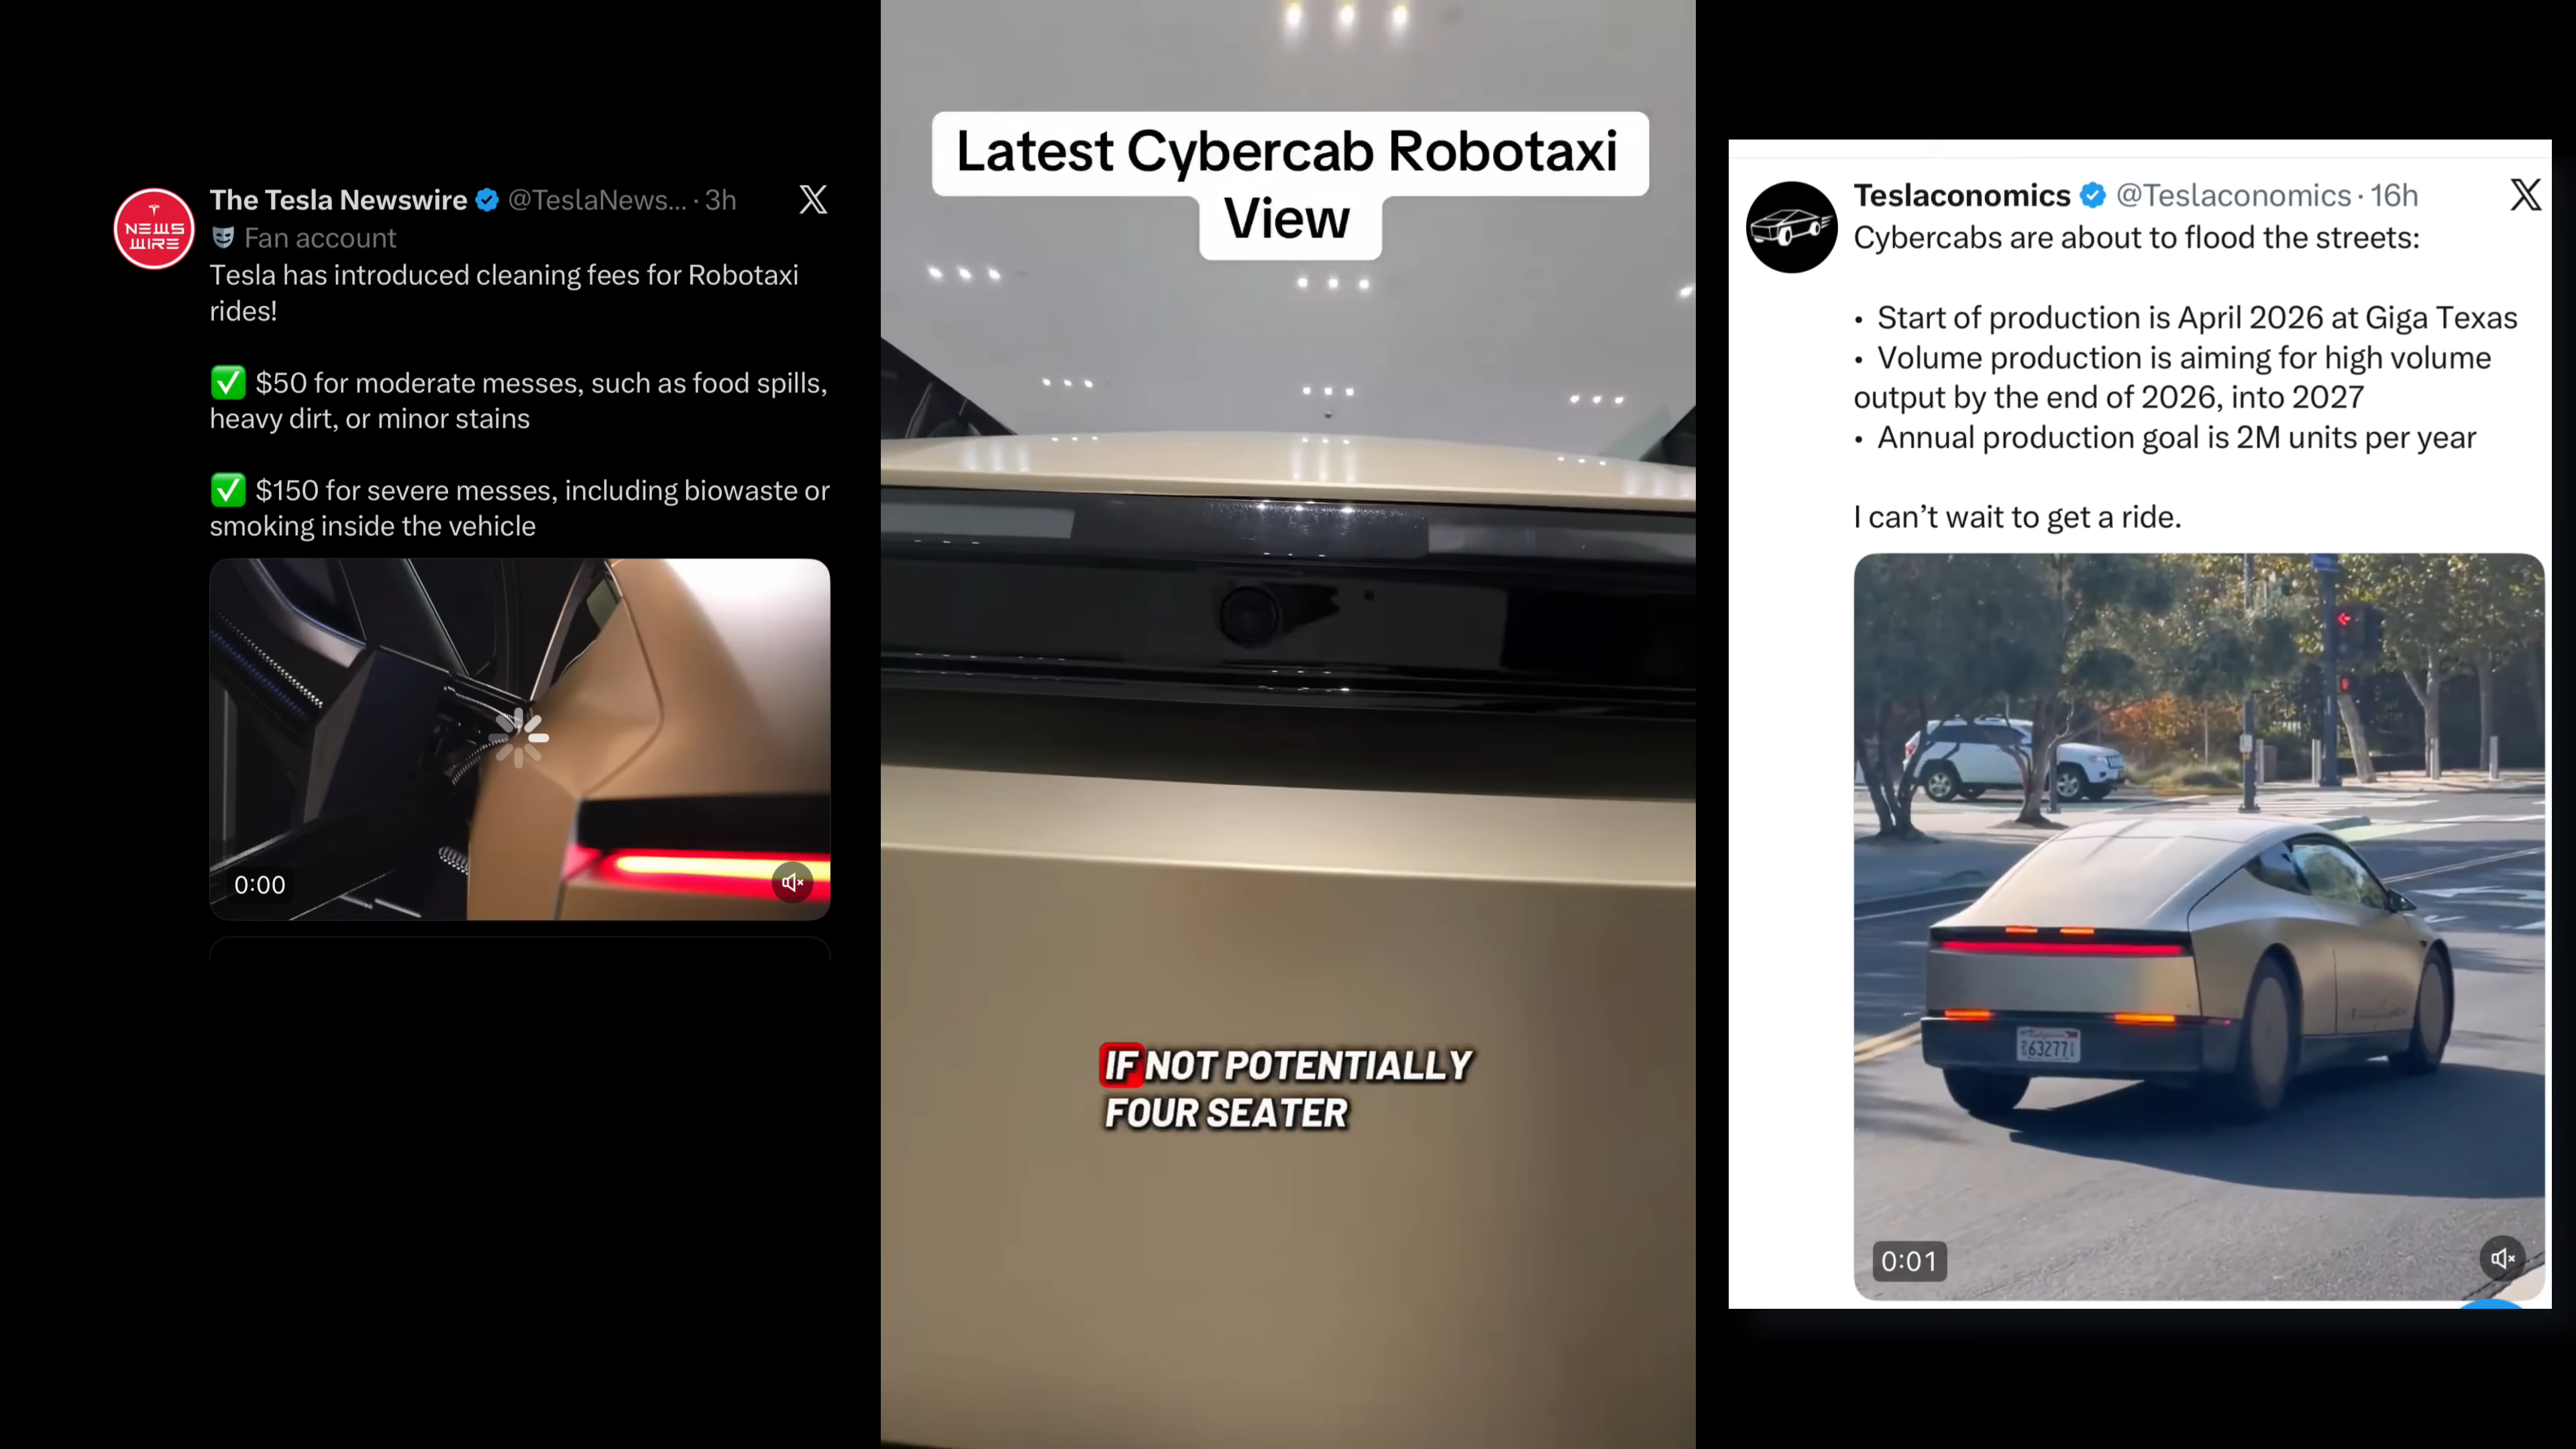 The Tesla Newswire @TeslaNews... · 3h
Fan account
NEWS
WIRE
Tesla has introduced cleaning fees for Robotaxi
rides!
✅ $50 for moderate messes, such as food spills,
heavy dirt, or minor stains
✅ $150 for severe messes, including biowaste or
smoking inside the vehicle
0:00
Latest Cybercab Robotaxi
View
IF NOT POTENTIALLY
FOUR SEATER
Teslaconomics @Teslaconomics · 16h
Cybercabs are about to flood the streets:
• Start of production is April 2026 at Giga Texas
• Volume production is aiming for high volume
output by the end of 2026, into 2027
• Annual production goal is 2M units per year
I can’t wait to get a ride.
63277
0:01